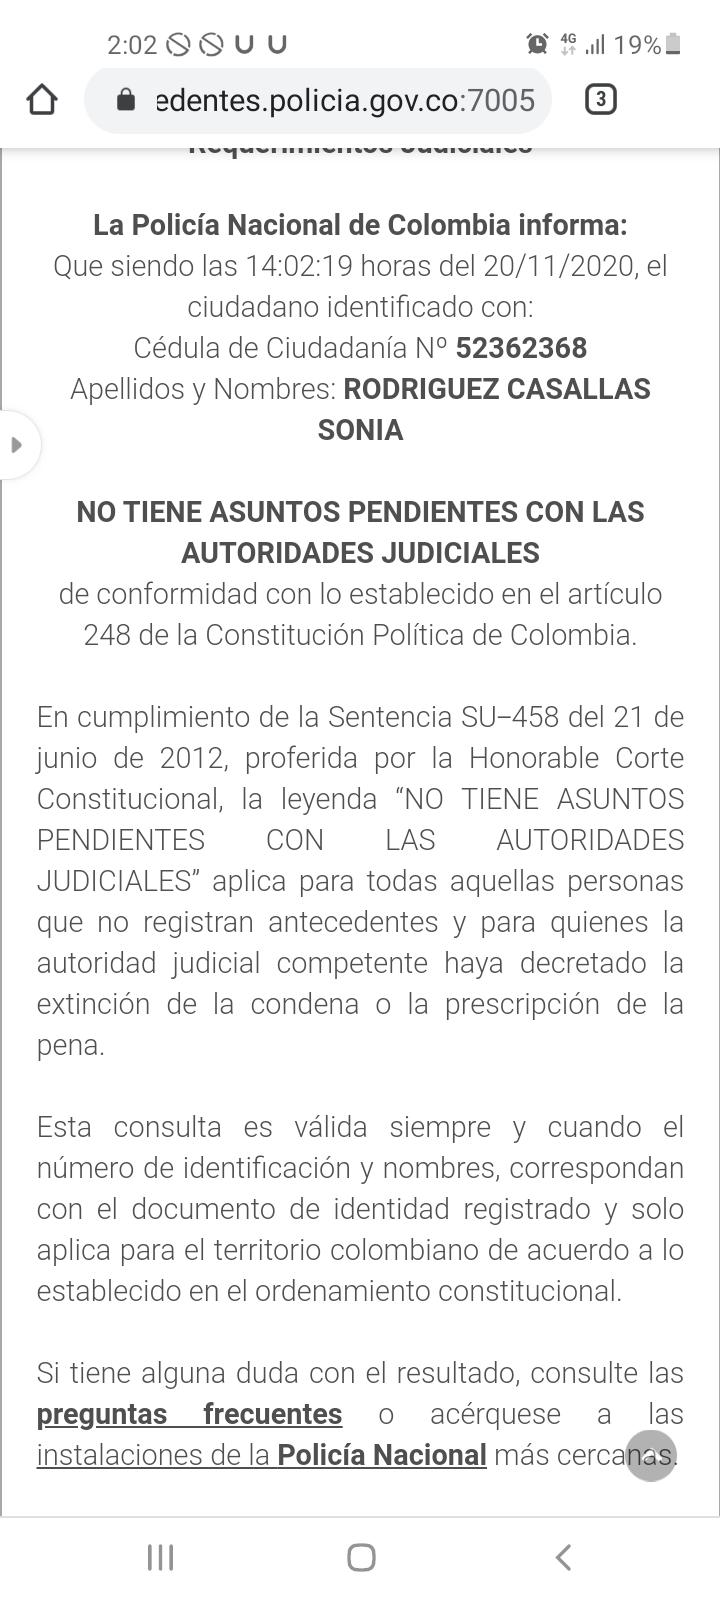 2:02
4G
19%
edentes.policia.gov.co:7005
3
Requerimientos Judiciales
La Policía Nacional de Colombia informa:
Que siendo las 14:02:19 horas del 20/11/2020, el
ciudadano identificado con:
Cédula de Ciudadanía Nº 52362368
Apellidos y Nombres: RODRIGUEZ CASALLAS
SONIA
NO TIENE ASUNTOS PENDIENTES CON LAS
AUTORIDADES JUDICIALES
de conformidad con lo establecido en el artículo
248 de la Constitución Política de Colombia.
En cumplimiento de la Sentencia SU-458 del 21 de
junio de 2012, proferida por la Honorable Corte
Constitucional, la leyenda “NO TIENE ASUNTOS
PENDIENTES CON LAS AUTORIDADES
JUDICIALES” aplica para todas aquellas personas
que no registran antecedentes y para quienes la
autoridad judicial competente haya decretado la
extinción de la condena o la prescripción de la
pena.
Esta consulta es válida siempre y cuando el
número de identificación y nombres, correspondan
con el documento de identidad registrado y solo
aplica para el territorio colombiano de acuerdo a lo
establecido en el ordenamiento constitucional.
Si tiene alguna duda con el resultado, consulte las
preguntas frecuentes o acérquese a las
instalaciones de la Policía Nacional más cercanas.